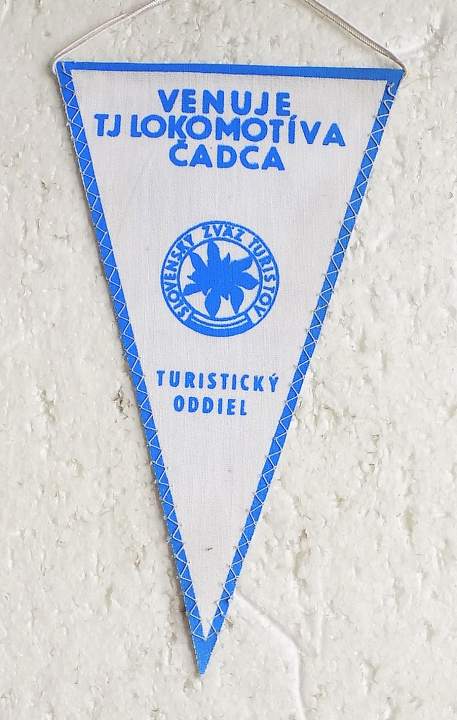 VENUJE
TJ LOKOMOTÍVA
ČADCA
SLOVENSKÝ ZVÄZ TURISTOV
TURISTICKÝ
ODDIEL